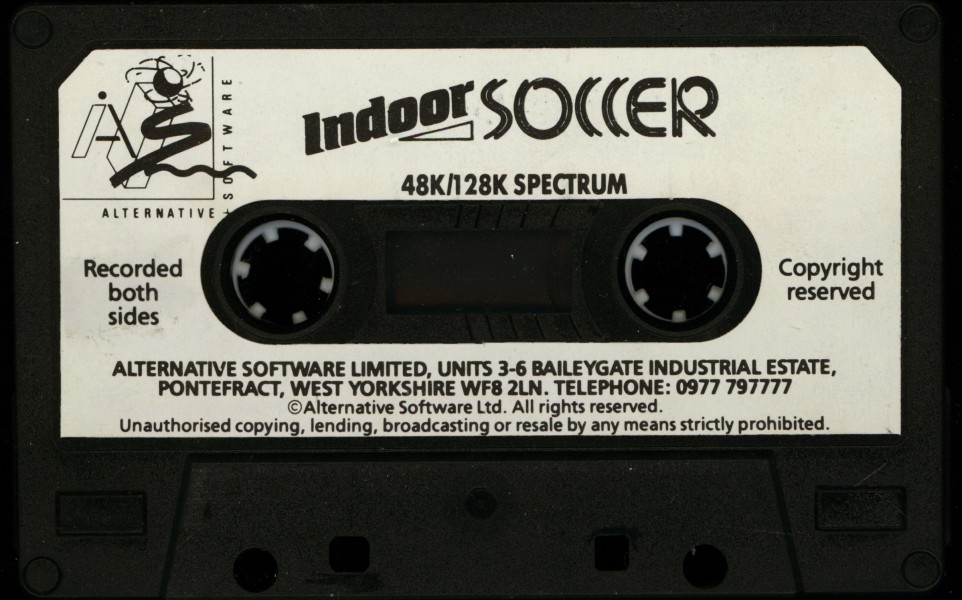 Indoor SOCCER
48K/128K SPECTRUM
AS
SOFTWARE
ALTERNATIVE
Recorded
both
sides
Copyright
reserved
ALTERNATIVE SOFTWARE LIMITED, UNITS 3-6 BAILEYGATE INDUSTRIAL ESTATE,
PONTEFRACT, WEST YORKSHIRE WF8 2LN. TELEPHONE: 0977 797777
©Alternative Software Ltd. All rights reserved.
Unauthorised copying, lending, broadcasting or resale by any means strictly prohibited.